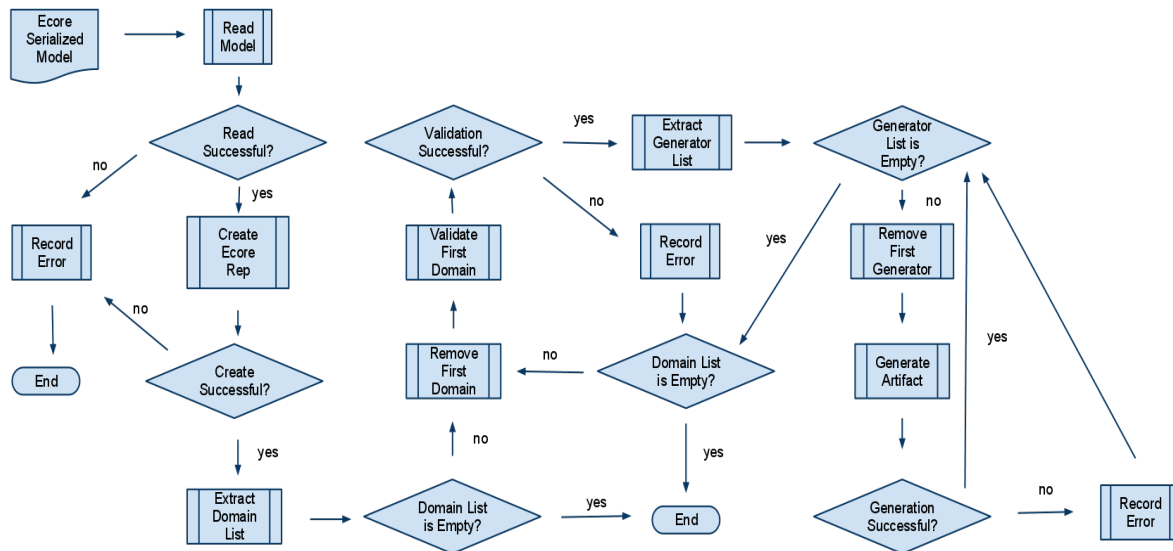 Ecore
Serialized
Model
Read
Model
Read
Successful?
no
yes
Record
Error
Create
Ecore
Rep
no
End
Create
Successful?
yes
Extract
Domain
List
Domain List
is Empty?
yes
no
Remove
First
Domain
Validate
First
Domain
Validation
Successful?
yes
Extract
Generator
List
no
Record
Error
Domain List
is Empty?
no
yes
End
Generator
List is
Empty?
yes
no
Remove
First
Generator
Generate
Artifact
Generation
Successful?
yes
no
Record
Error